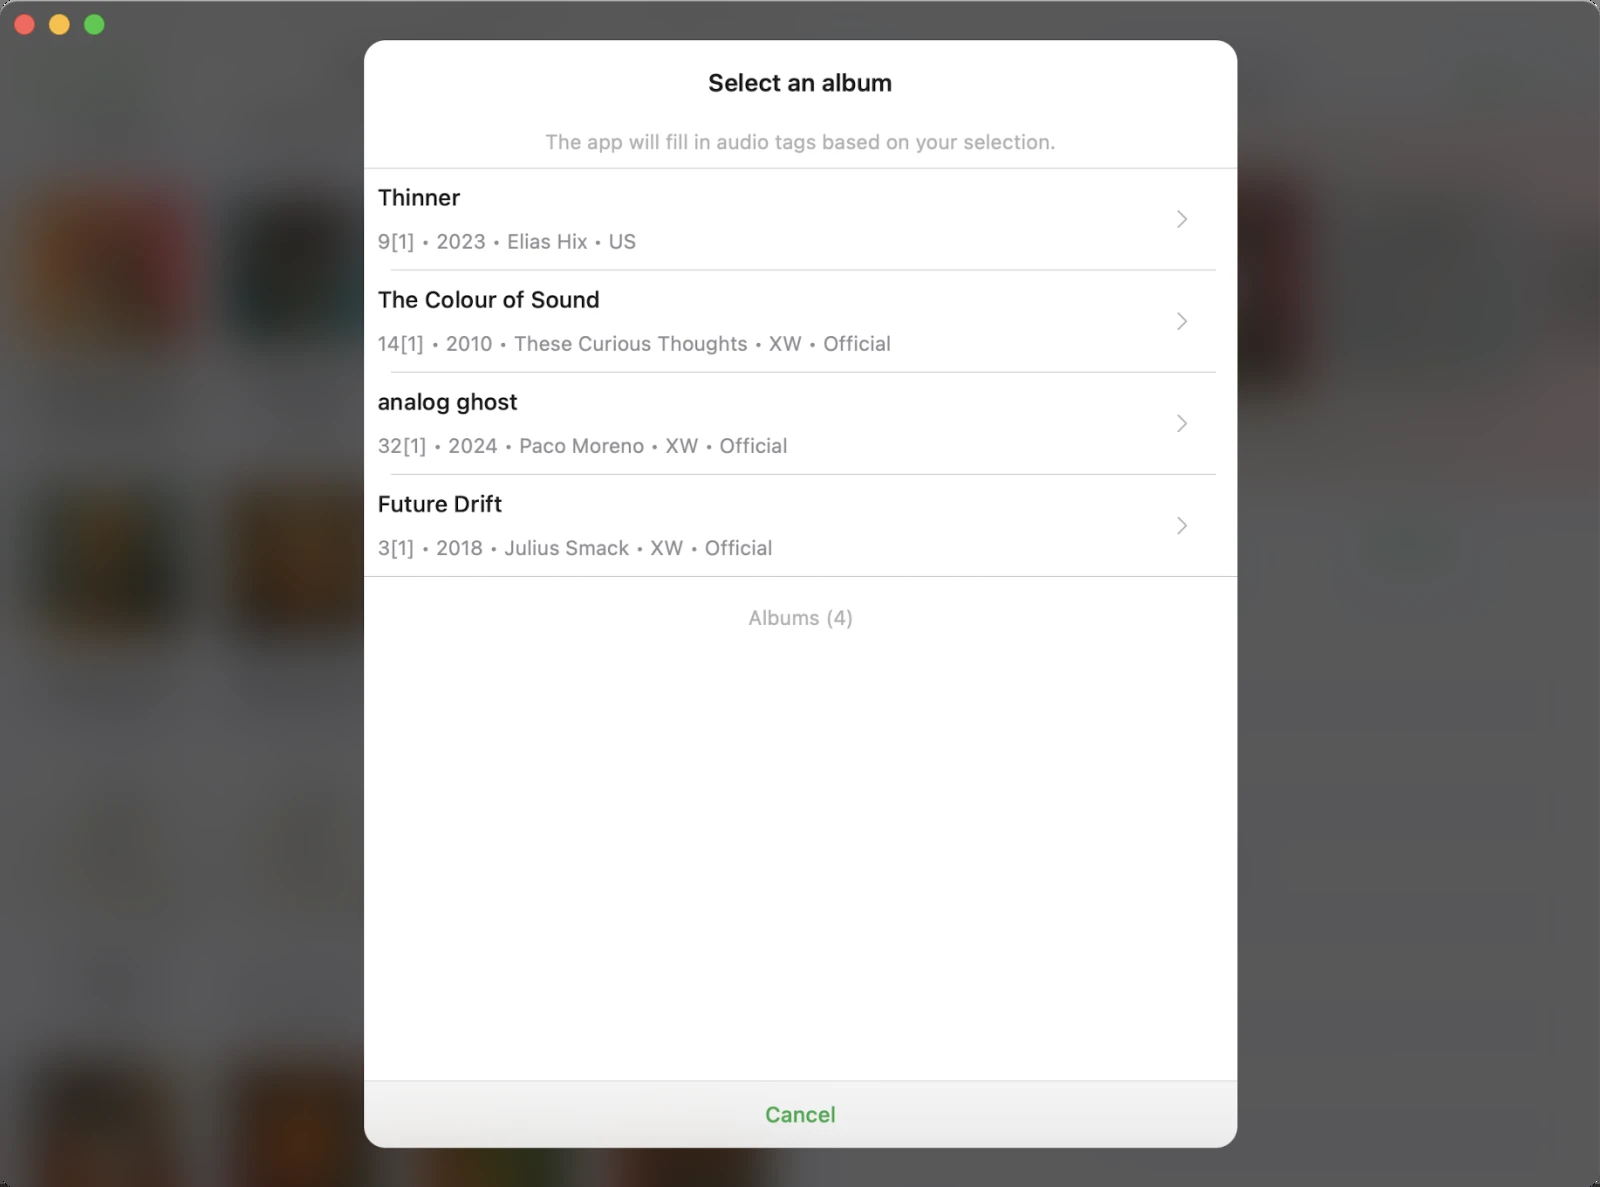 Select an album
The app will fill in audio tags based on your selection.
Thinner
9[1] • 2023 • Elias Hix • US
The Colour of Sound
14[1] • 2010 • These Curious Thoughts • XW • Official
analog ghost
32[1] • 2024 • Paco Moreno • XW • Official
Future Drift
3[1] • 2018 • Julius Smack • XW • Official
Albums (4)
Cancel